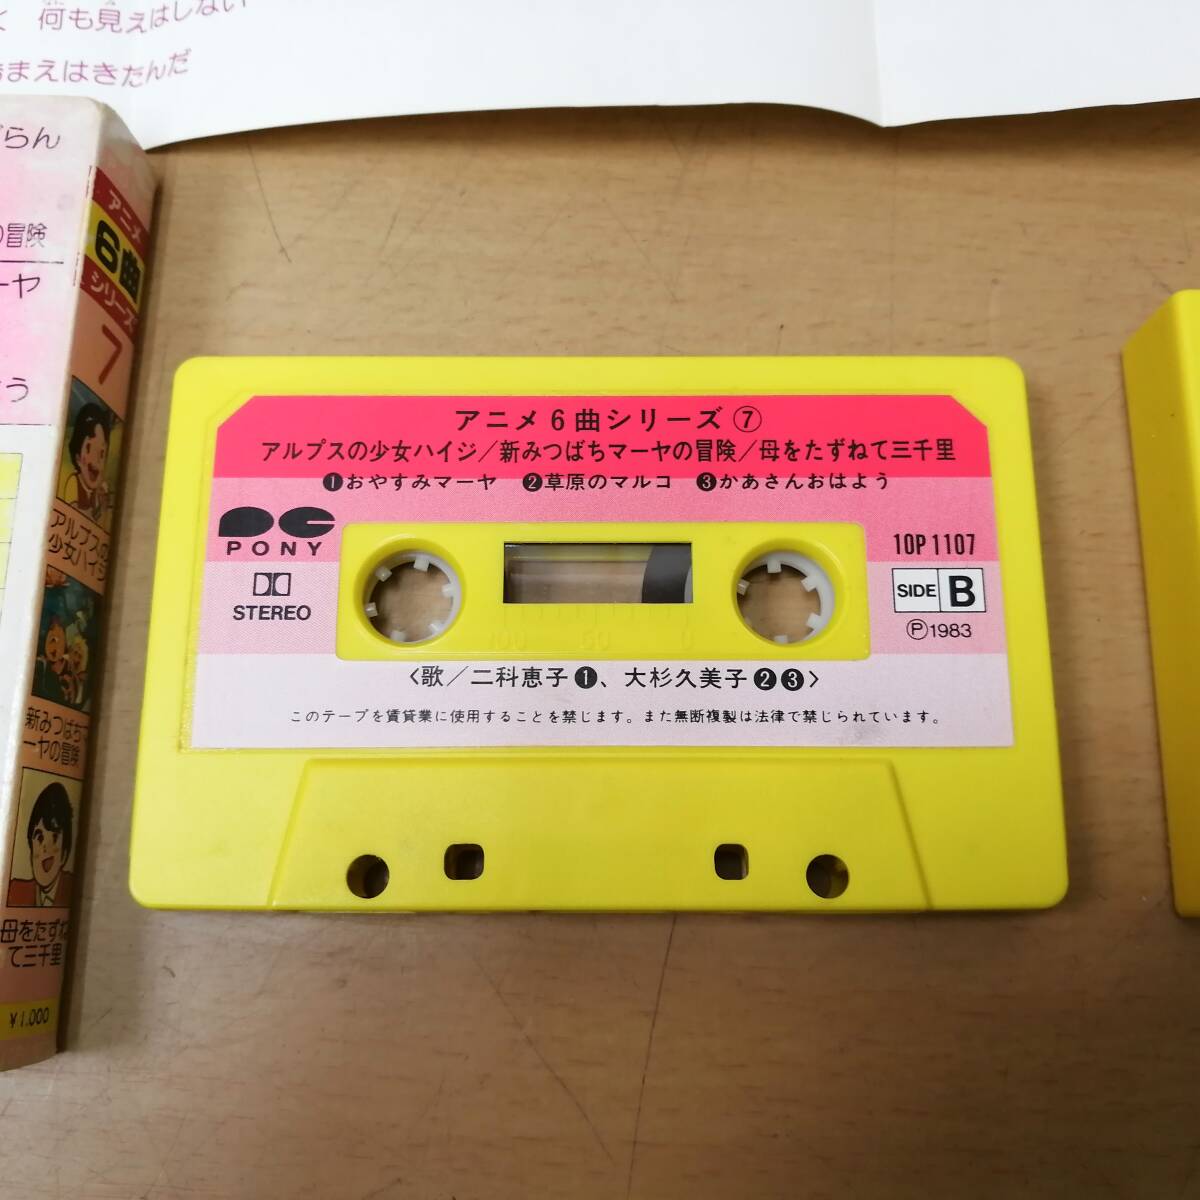 何も見えはしない
まえはきたんだ
らん
の冒険
ーヤ
う
アニメ
6曲
シリーズ
7
アルプスの
少女ハイジ
新みつばちマ
ーヤの冒険
母をたずね
て三千里
¥1,000
アニメ6曲シリーズ⑦
アルプスの少女ハイジ/新みつばちマーヤの冒険/母をたずねて三千里
❶おやすみマーヤ ❷草原のマルコ ❸かあさんおはよう
PC
PONY
STEREO
10P1107
SIDE B
Ⓟ1983
100 50 0
〈歌/二科恵子❶、大杉久美子❷❸〉
このテープを賃貸業に使用することを禁じます。また無断複製は法律で禁じられています。